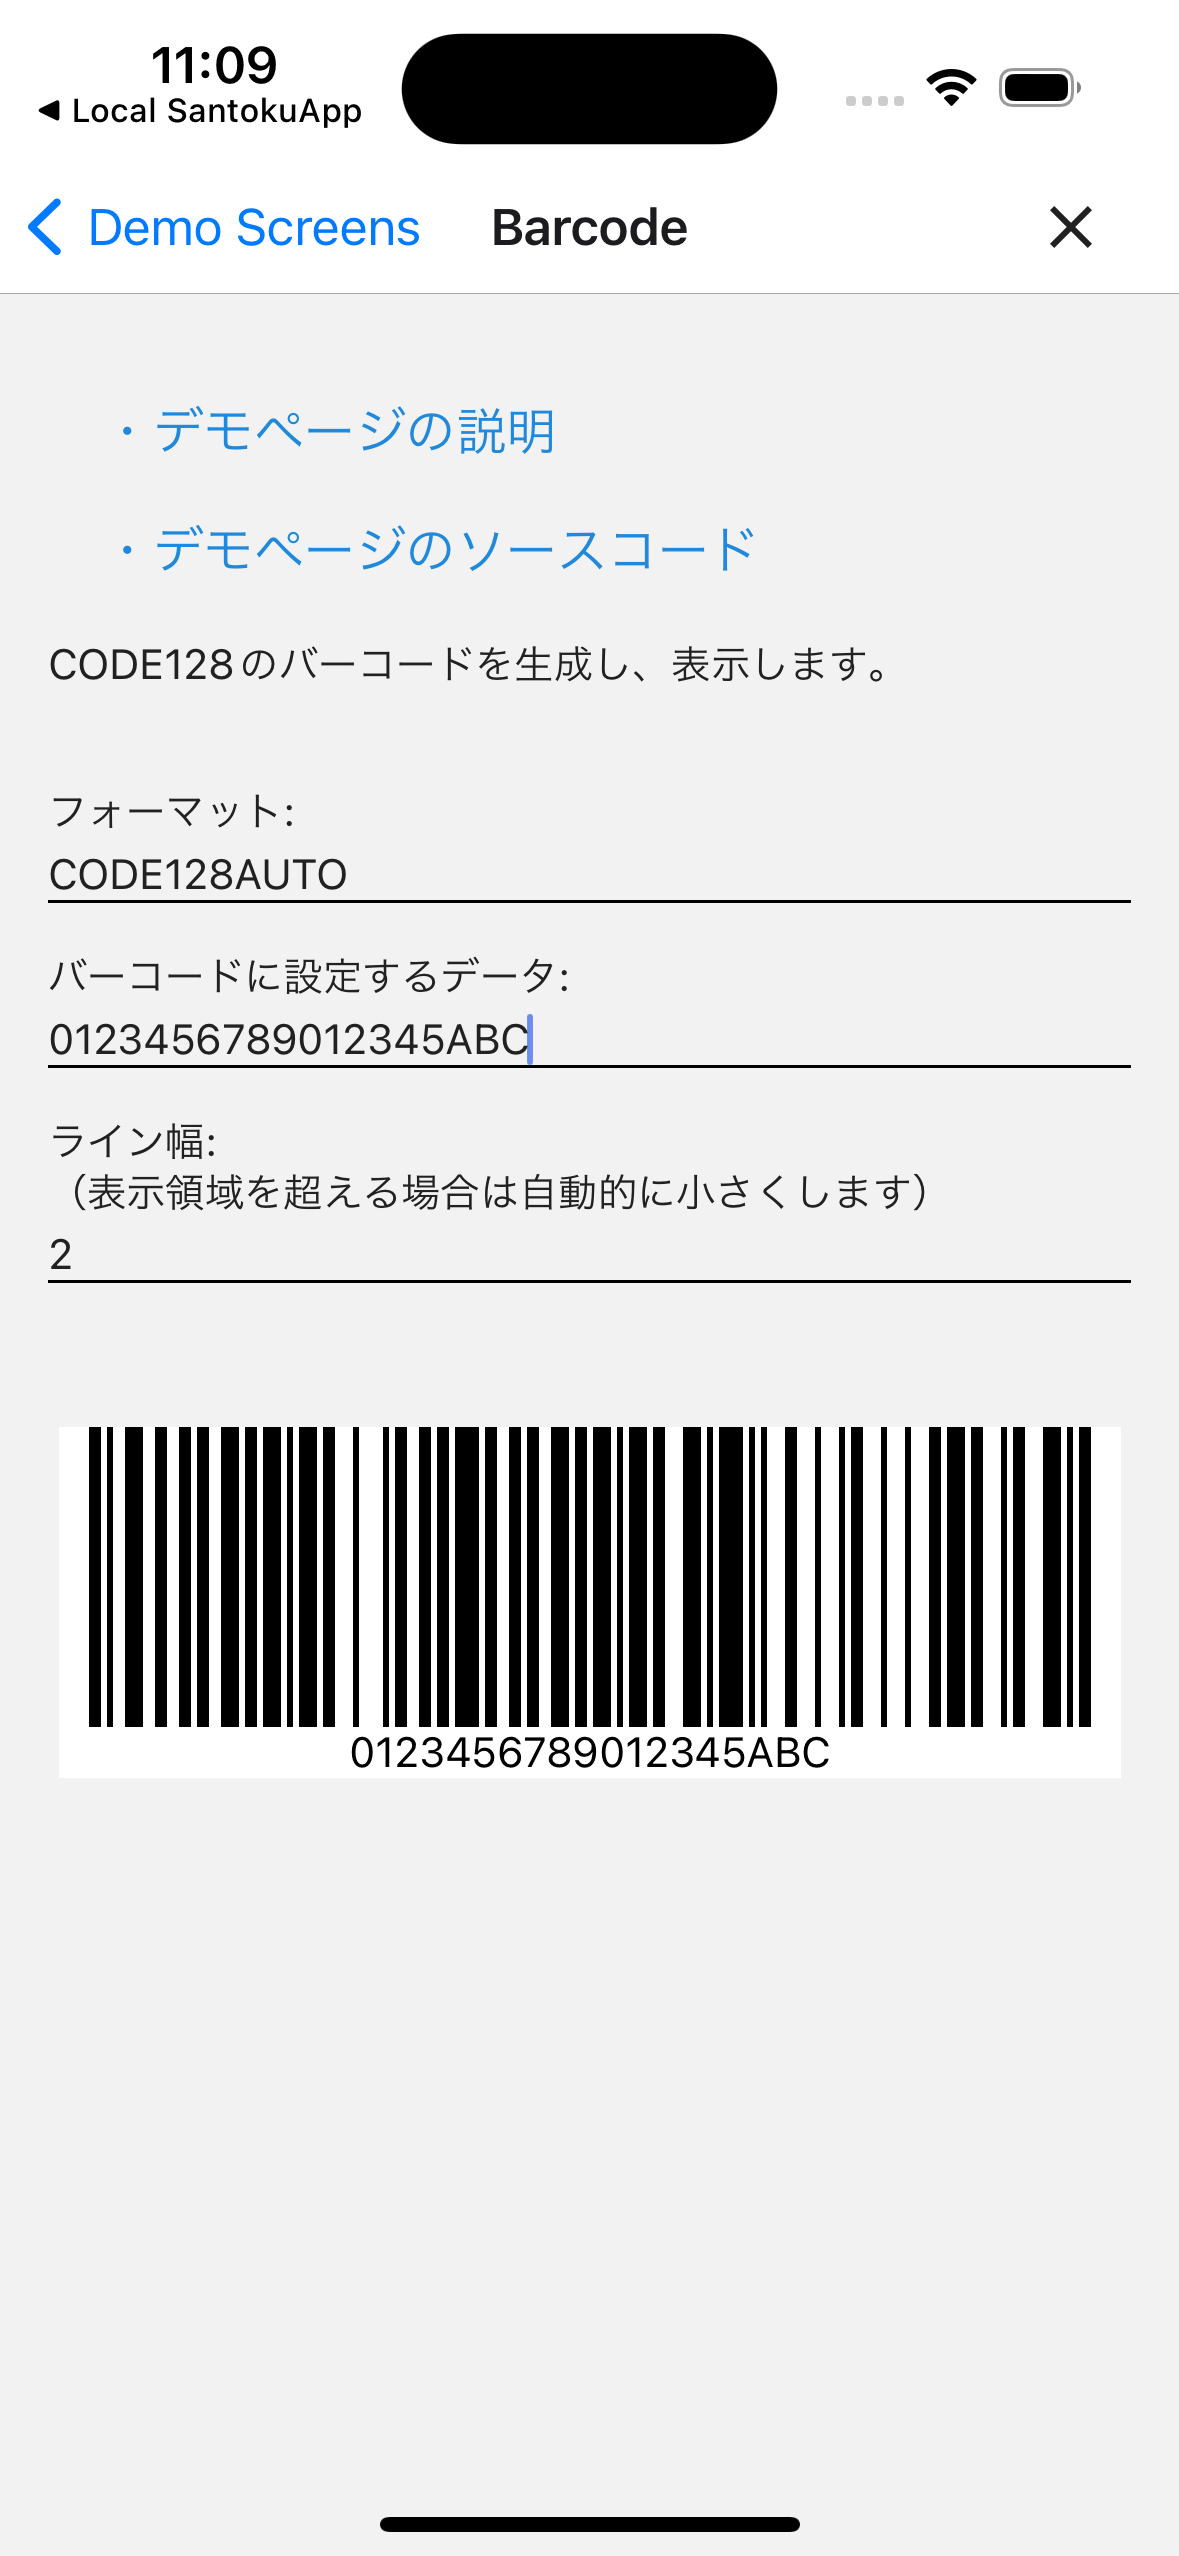 11:09
◀ Local SantokuApp
Demo Screens Barcode
・デモページの説明
・デモページのソースコード
CODE128のバーコードを生成し、表示します。
フォーマット:
CODE128AUTO
バーコードに設定するデータ:
0123456789012345ABC
ライン幅:
（表示領域を超える場合は自動的に小さくします）
2
0123456789012345ABC